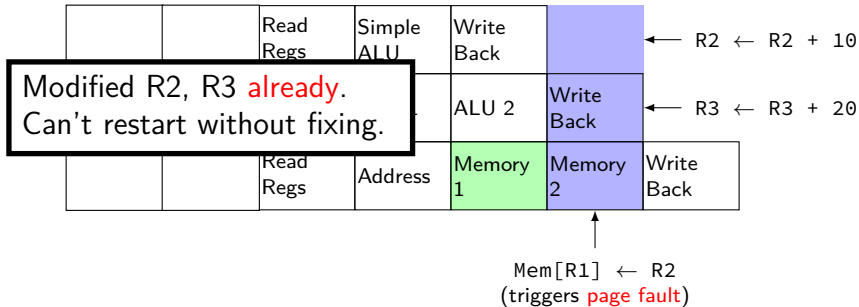 Read Regs
Simple ALU
Write Back
R2 ← R2 + 10
Modified R2, R3 already.
Can't restart without fixing.
ALU 2
Write Back
R3 ← R3 + 20
Read Regs
Address
Memory 1
Memory 2
Write Back
Mem[R1] ← R2
(triggers page fault)